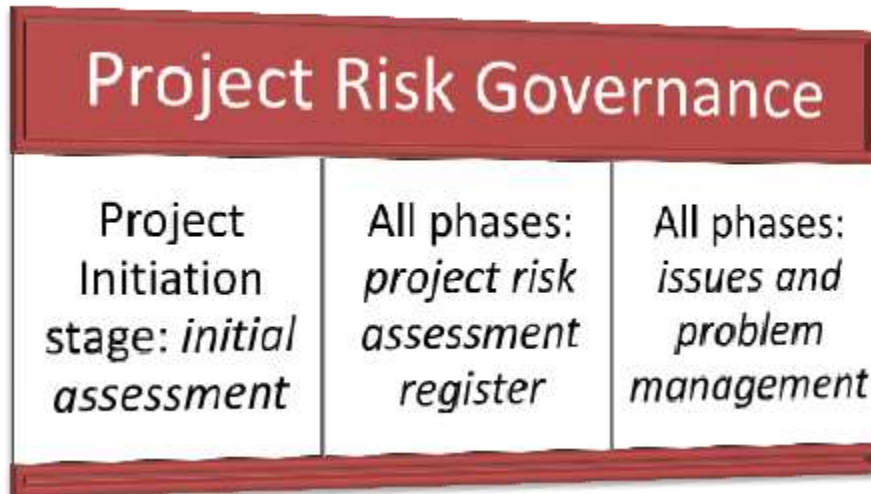 Project Risk Governance
Project
Initiation
stage: initial
assessment
All phases:
project risk
assessment
register
All phases:
issues and
problem
management